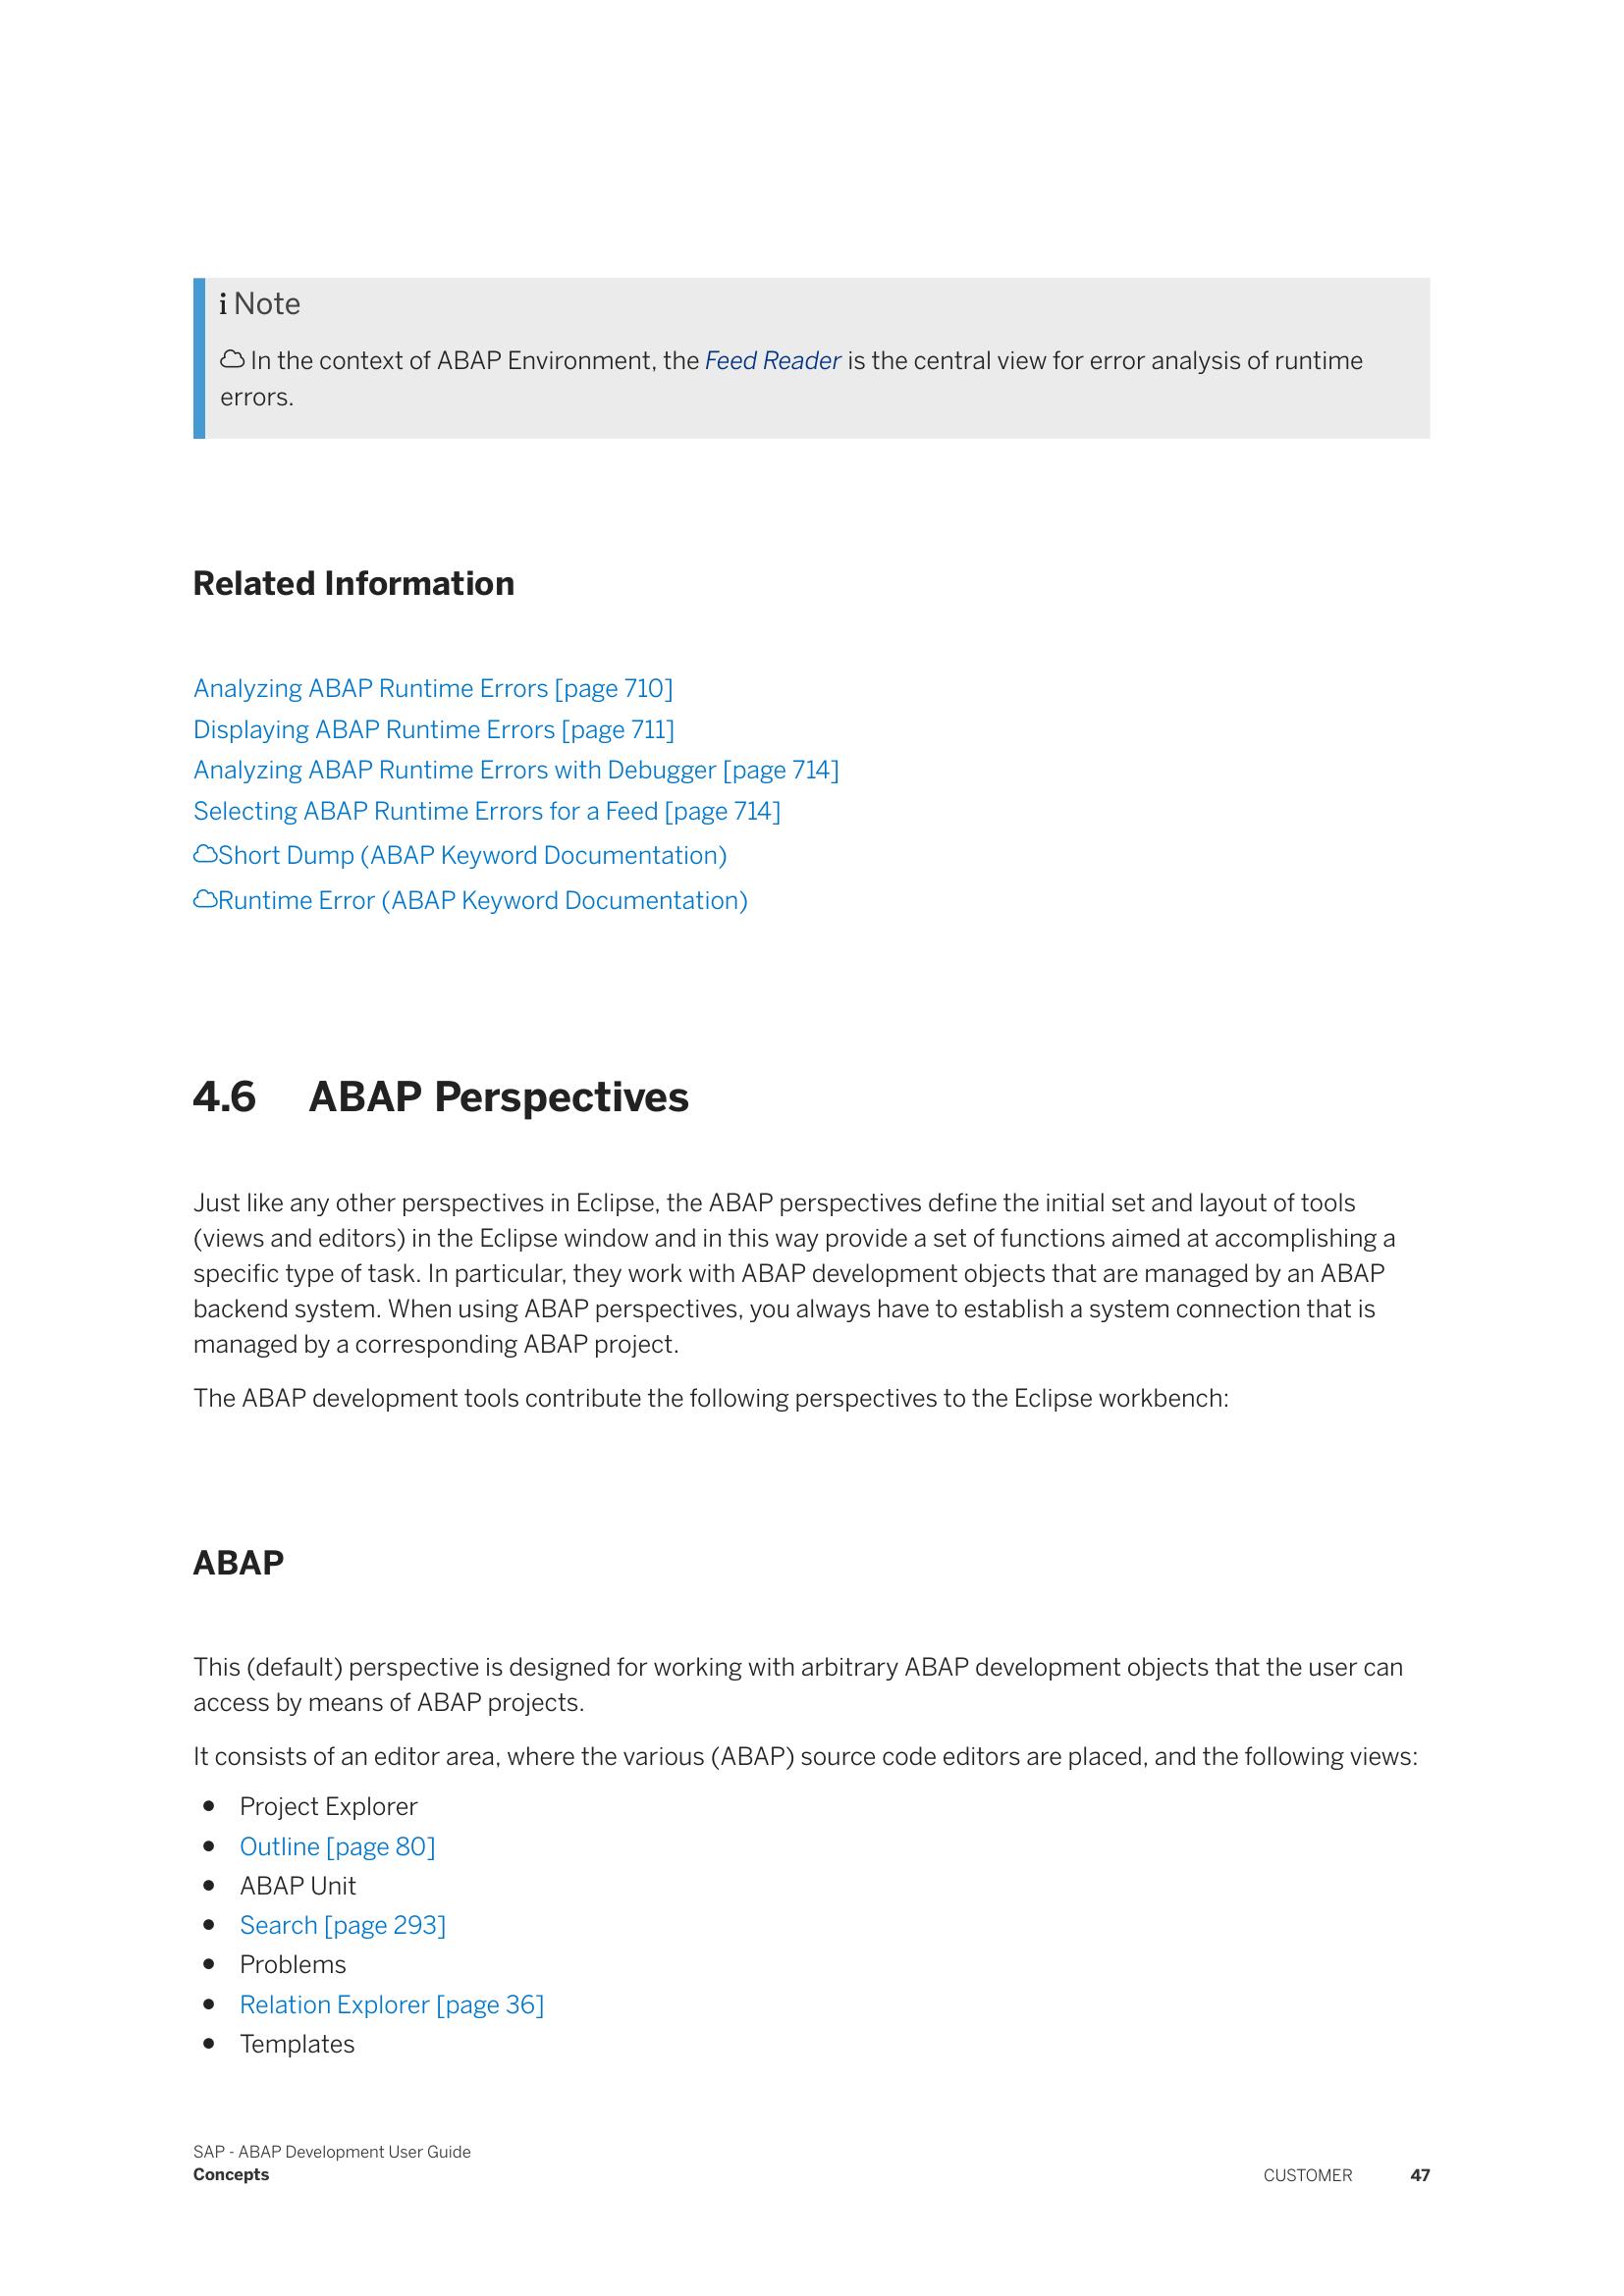 i Note
In the context of ABAP Environment, the Feed Reader is the central view for error analysis of runtime
errors.
Related Information
Analyzing ABAP Runtime Errors [page 710]
Displaying ABAP Runtime Errors [page 711]
Analyzing ABAP Runtime Errors with Debugger [page 714]
Selecting ABAP Runtime Errors for a Feed [page 714]
Short Dump (ABAP Keyword Documentation)
Runtime Error (ABAP Keyword Documentation)
4.6 ABAP Perspectives
Just like any other perspectives in Eclipse, the ABAP perspectives define the initial set and layout of tools
(views and editors) in the Eclipse window and in this way provide a set of functions aimed at accomplishing a
specific type of task. In particular, they work with ABAP development objects that are managed by an ABAP
backend system. When using ABAP perspectives, you always have to establish a system connection that is
managed by a corresponding ABAP project.
The ABAP development tools contribute the following perspectives to the Eclipse workbench:
ABAP
This (default) perspective is designed for working with arbitrary ABAP development objects that the user can
access by means of ABAP projects.
It consists of an editor area, where the various (ABAP) source code editors are placed, and the following views:
• Project Explorer
• Outline [page 80]
• ABAP Unit
• Search [page 293]
• Problems
• Relation Explorer [page 36]
• Templates
SAP - ABAP Development User Guide
Concepts
CUSTOMER 47